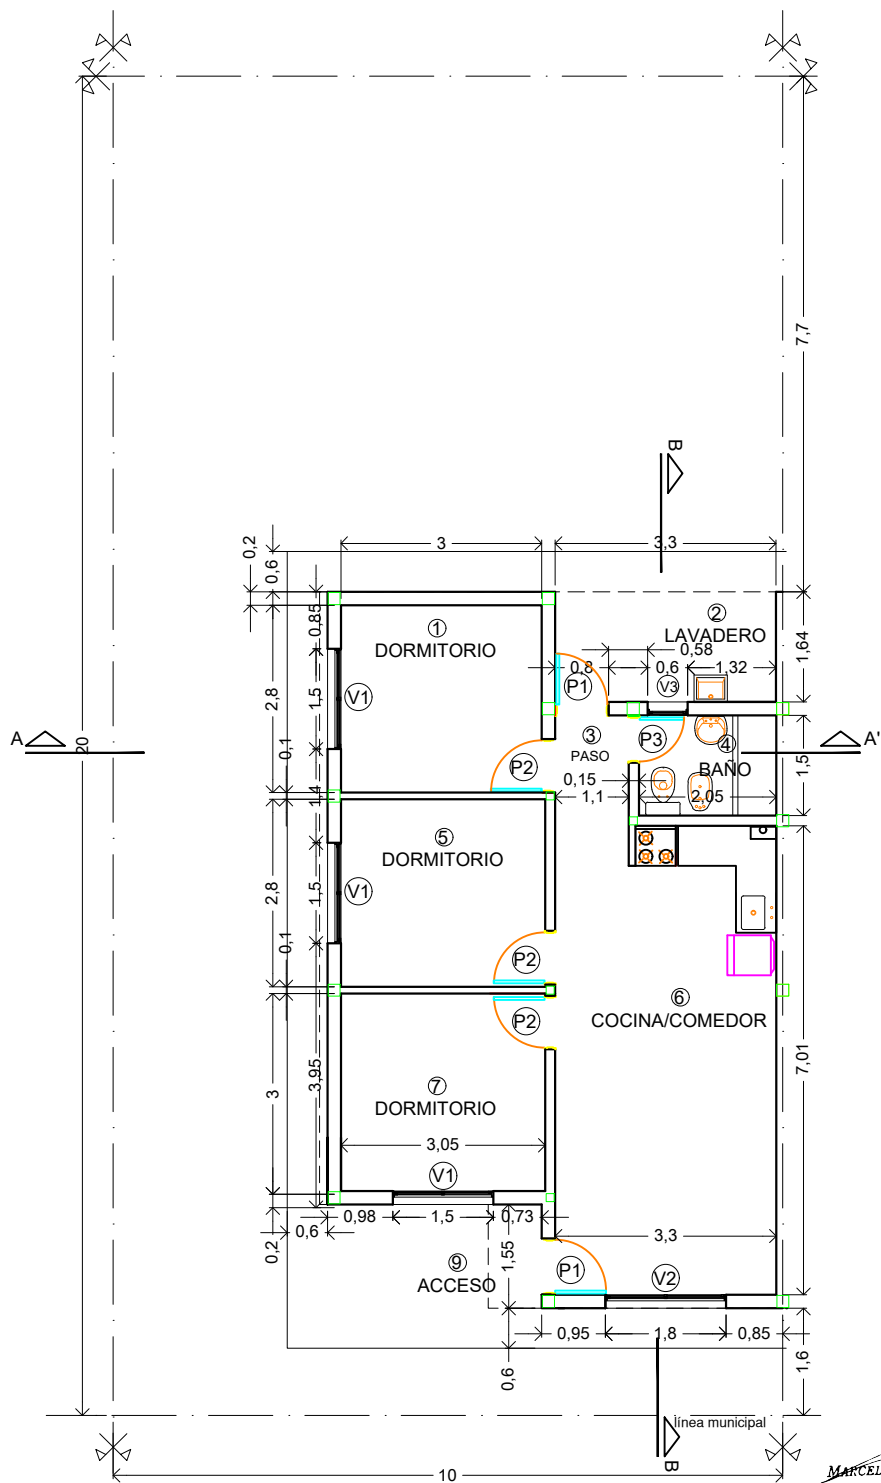 7,7
B
0,2
0,6
3
3,3
0,85
① DORMITORIO
② LAVADERO
0,58
1,64
0,8
0,6
1,32
2,8
1,5
V1
P1
V3
A
20
③ PASO
P3
④ BAÑO
A'
1,5
P2
0,15
1,1
2,05
0,1
1,4
⑤ DORMITORIO
2,8
1,5
V1
0,1
P2
⑥ COCINA/COMEDOR
7,01
P2
3
3,95
⑦ DORMITORIO
3,05
V1
0,98
1,5
0,73
0,6
0,2
1,55
3,3
⑨ ACCESO
P1
V2
0,95
1,8
0,85
0,6
1,6
línea municipal
B
10
MARCEL